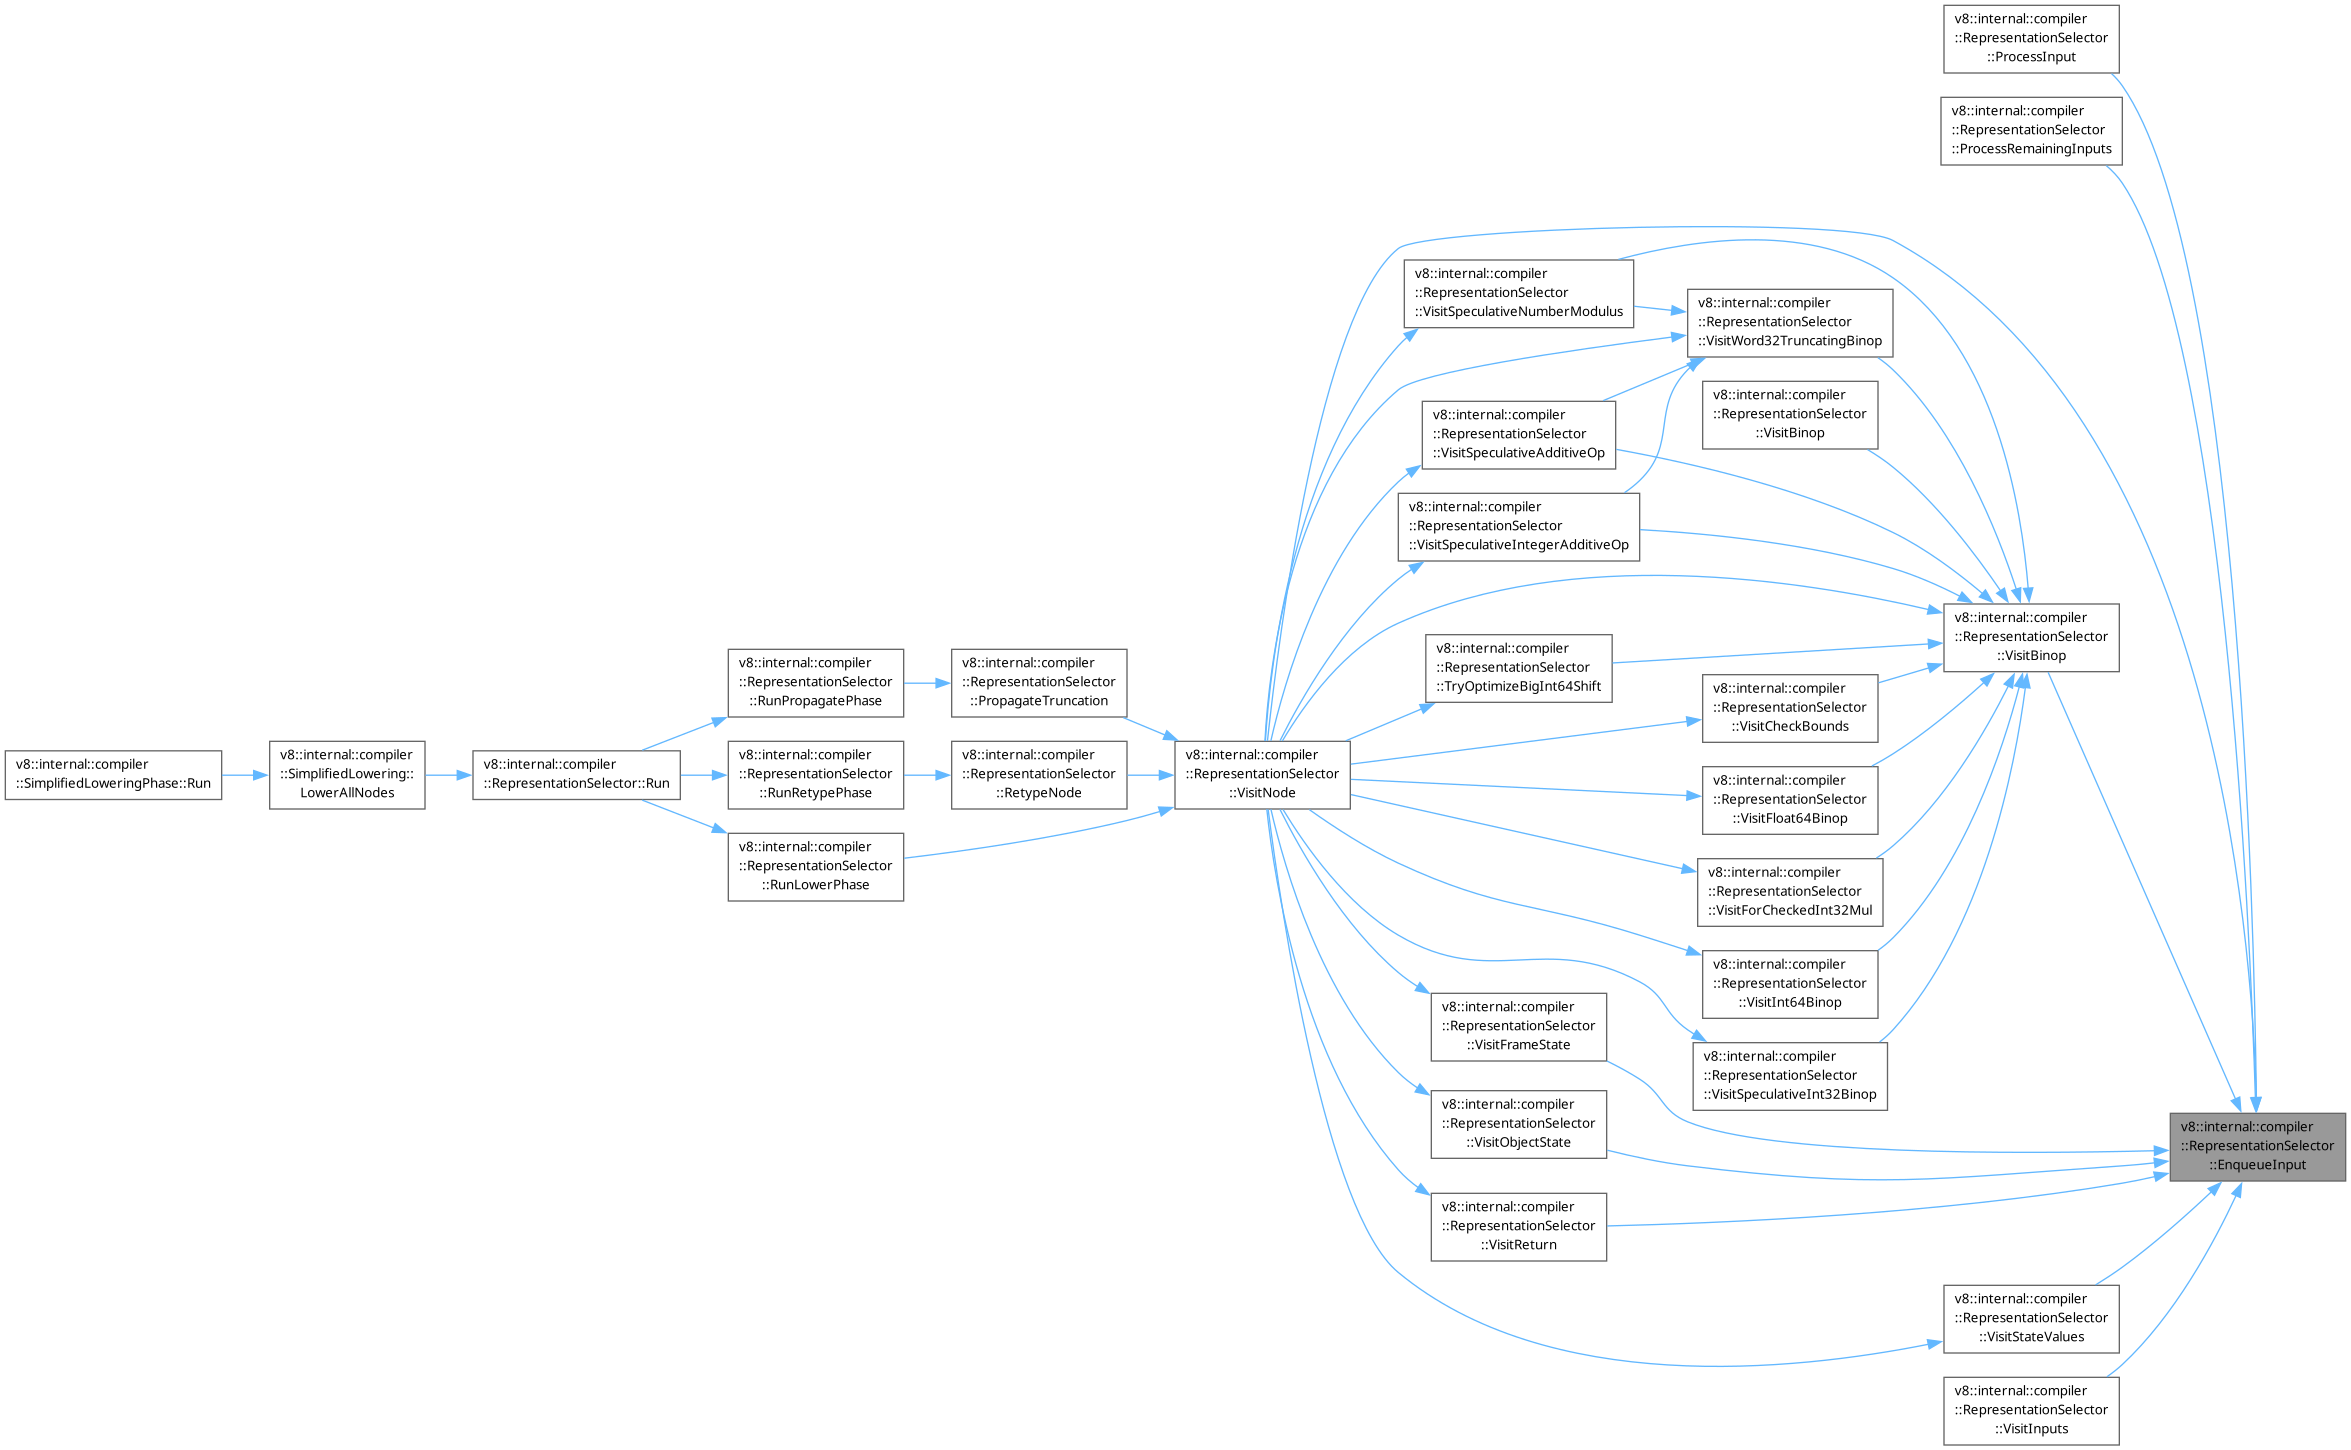 v8::internal::compiler
::RepresentationSelector
::ProcessInput
v8::internal::compiler
::RepresentationSelector
::ProcessRemainingInputs
v8::internal::compiler
::RepresentationSelector
::VisitSpeculativeNumberModulus
v8::internal::compiler
::RepresentationSelector
::VisitWord32TruncatingBinop
v8::internal::compiler
::RepresentationSelector
::VisitBinop
v8::internal::compiler
::RepresentationSelector
::VisitSpeculativeAdditiveOp
v8::internal::compiler
::RepresentationSelector
::VisitSpeculativeIntegerAdditiveOp
v8::internal::compiler
::RepresentationSelector
::VisitBinop
v8::internal::compiler
::RepresentationSelector
::TryOptimizeBigInt64Shift
v8::internal::compiler
::RepresentationSelector
::RunPropagatePhase
v8::internal::compiler
::RepresentationSelector
::PropagateTruncation
v8::internal::compiler
::RepresentationSelector
::VisitCheckBounds
v8::internal::compiler
::SimplifiedLoweringPhase::Run
v8::internal::compiler
::SimplifiedLowering::
LowerAllNodes
v8::internal::compiler
::RepresentationSelector::Run
v8::internal::compiler
::RepresentationSelector
::RunRetypePhase
v8::internal::compiler
::RepresentationSelector
::RetypeNode
v8::internal::compiler
::RepresentationSelector
::VisitNode
v8::internal::compiler
::RepresentationSelector
::VisitFloat64Binop
v8::internal::compiler
::RepresentationSelector
::RunLowerPhase
v8::internal::compiler
::RepresentationSelector
::VisitForCheckedInt32Mul
v8::internal::compiler
::RepresentationSelector
::VisitInt64Binop
v8::internal::compiler
::RepresentationSelector
::VisitFrameState
v8::internal::compiler
::RepresentationSelector
::VisitSpeculativeInt32Binop
v8::internal::compiler
::RepresentationSelector
::VisitObjectState
v8::internal::compiler
::RepresentationSelector
::EnqueueInput
v8::internal::compiler
::RepresentationSelector
::VisitReturn
v8::internal::compiler
::RepresentationSelector
::VisitStateValues
v8::internal::compiler
::RepresentationSelector
::VisitInputs